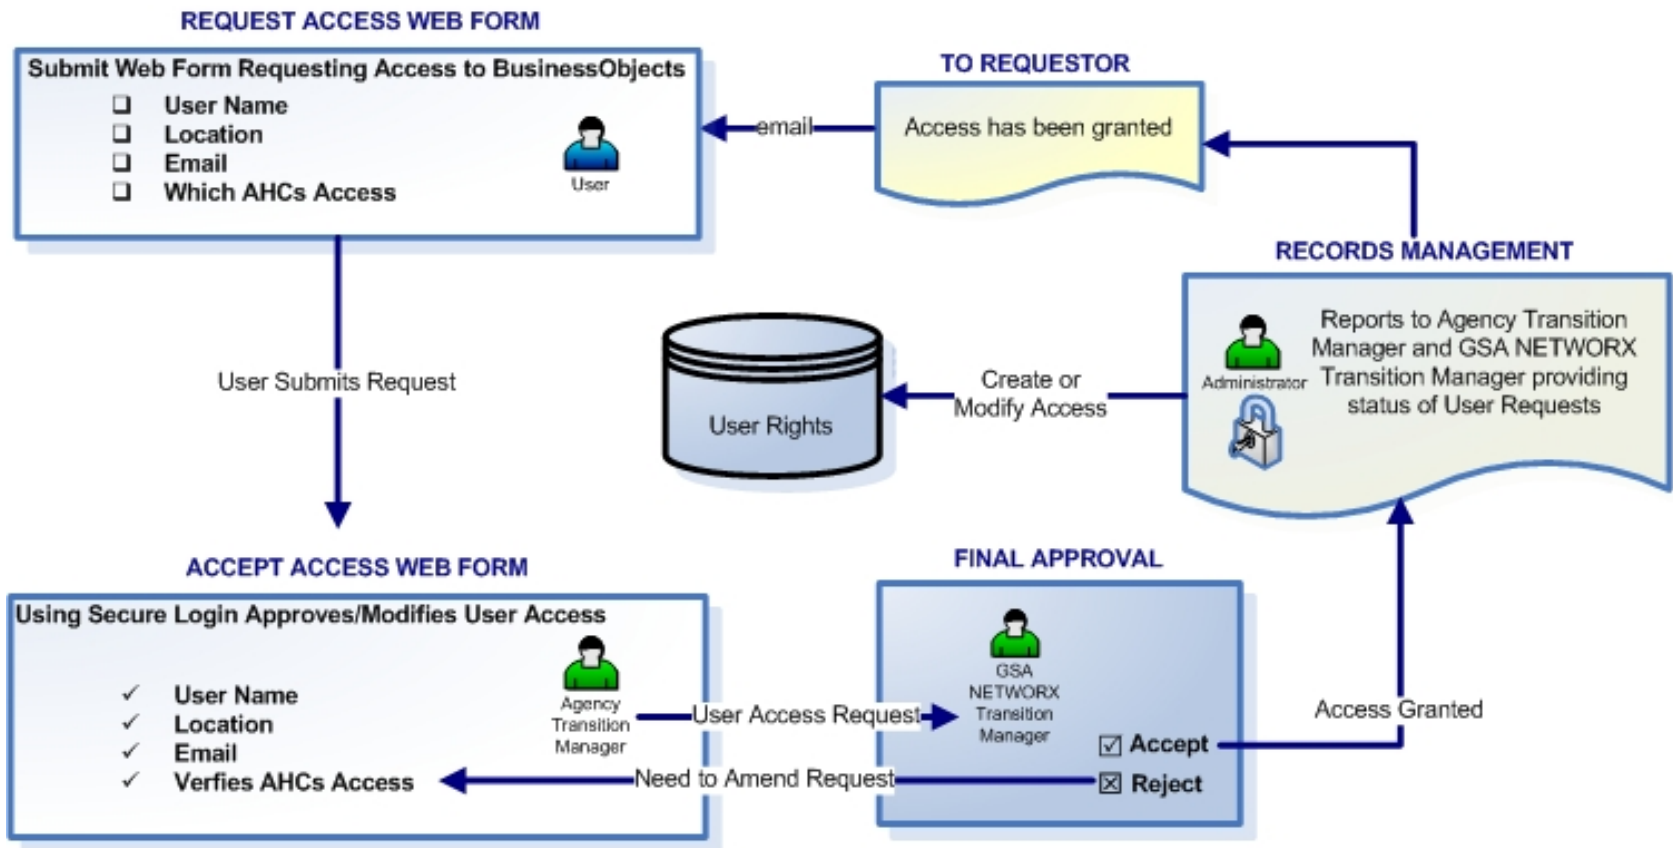 REQUEST ACCESS WEB FORM
Submit Web Form Requesting Access to BusinessObjects
User Name
Location
Email
Which AHCs Access
User
email
TO REQUESTOR
Access has been granted
RECORDS MANAGEMENT
Administrator
Reports to Agency Transition
Manager and GSA NETWORX
Transition Manager providing
status of User Requests
Create or
Modify Access
User Rights
User Submits Request
ACCEPT ACCESS WEB FORM
Using Secure Login Approves/Modifies User Access
✓ User Name
✓ Location
✓ Email
✓ Verfies AHCs Access
Agency
Transition
Manager
User Access Request
Need to Amend Request
FINAL APPROVAL
GSA
NETWORX
Transition
Manager
Accept
Reject
Access Granted